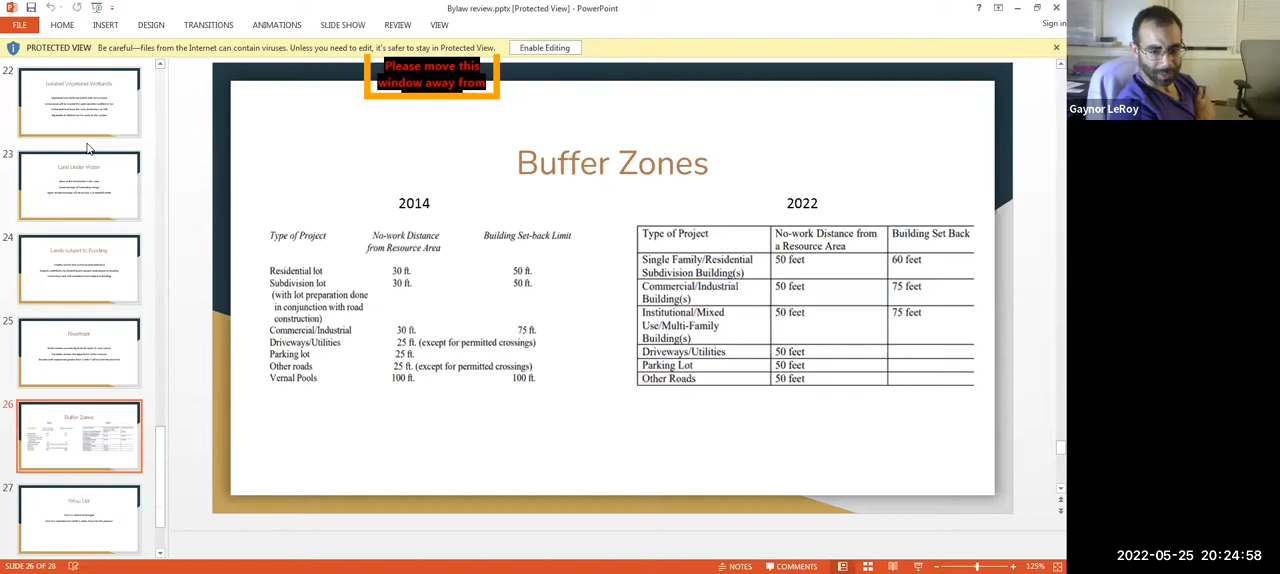 Bylaw review.pptx [Protected View] - PowerPoint
Sign in
FILE HOME INSERT DESIGN TRANSITIONS ANIMATIONS SLIDE SHOW REVIEW VIEW
PROTECTED VIEW Be careful—files from the Internet can contain viruses. Unless you need to edit, it's safer to stay in Protected View. Enable Editing
Please move this
window away from
Gaynor LeRoy
22
Isolated Vegetated Wetlands
23
Land Under Water
24
Lands subject to flooding
25
Riverfront
26
Buffer Zones
27
Wrap Up!
Buffer Zones
2014
Type of Project No-work Distance Building Set-back Limit
from Resource Area
Residential lot 30 ft. 50 ft.
Subdivision lot 30 ft. 50 ft.
(with lot preparation done
in conjunction with road
construction)
Commercial/Industrial 30 ft. 75 ft.
Driveways/Utilities 25 ft. (except for permitted crossings)
Parking lot 25 ft.
Other roads 25 ft. (except for permitted crossings)
Vernal Pools 100 ft. 100 ft.
2022
Type of Project No-work Distance from Building Set Back
a Resource Area
Single Family/Residential 50 feet 60 feet
Subdivision Building(s)
Commercial/Industrial 50 feet 75 feet
Building(s)
Institutional/Mixed 50 feet 75 feet
Use/Multi-Family
Building(s)
Driveways/Utilities 50 feet
Parking Lot 50 feet
Other Roads 50 feet
SLIDE 26 OF 28
NOTES COMMENTS 125%
2022-05-25 20:24:58